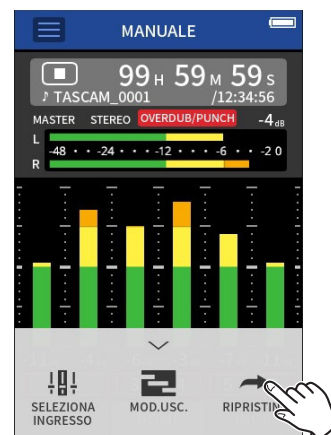 MANUALE
99 H 59 M 59 S
♪ TASCAM_0001 /12:34:56
MASTER STEREO OVERDUB/PUNCH -4 dB
L
-48 · · -24 · · · -12 · · · -6 · · -2 0
R
SELEZIONA
INGRESSO
MOD.USC.
RIPRISTIN